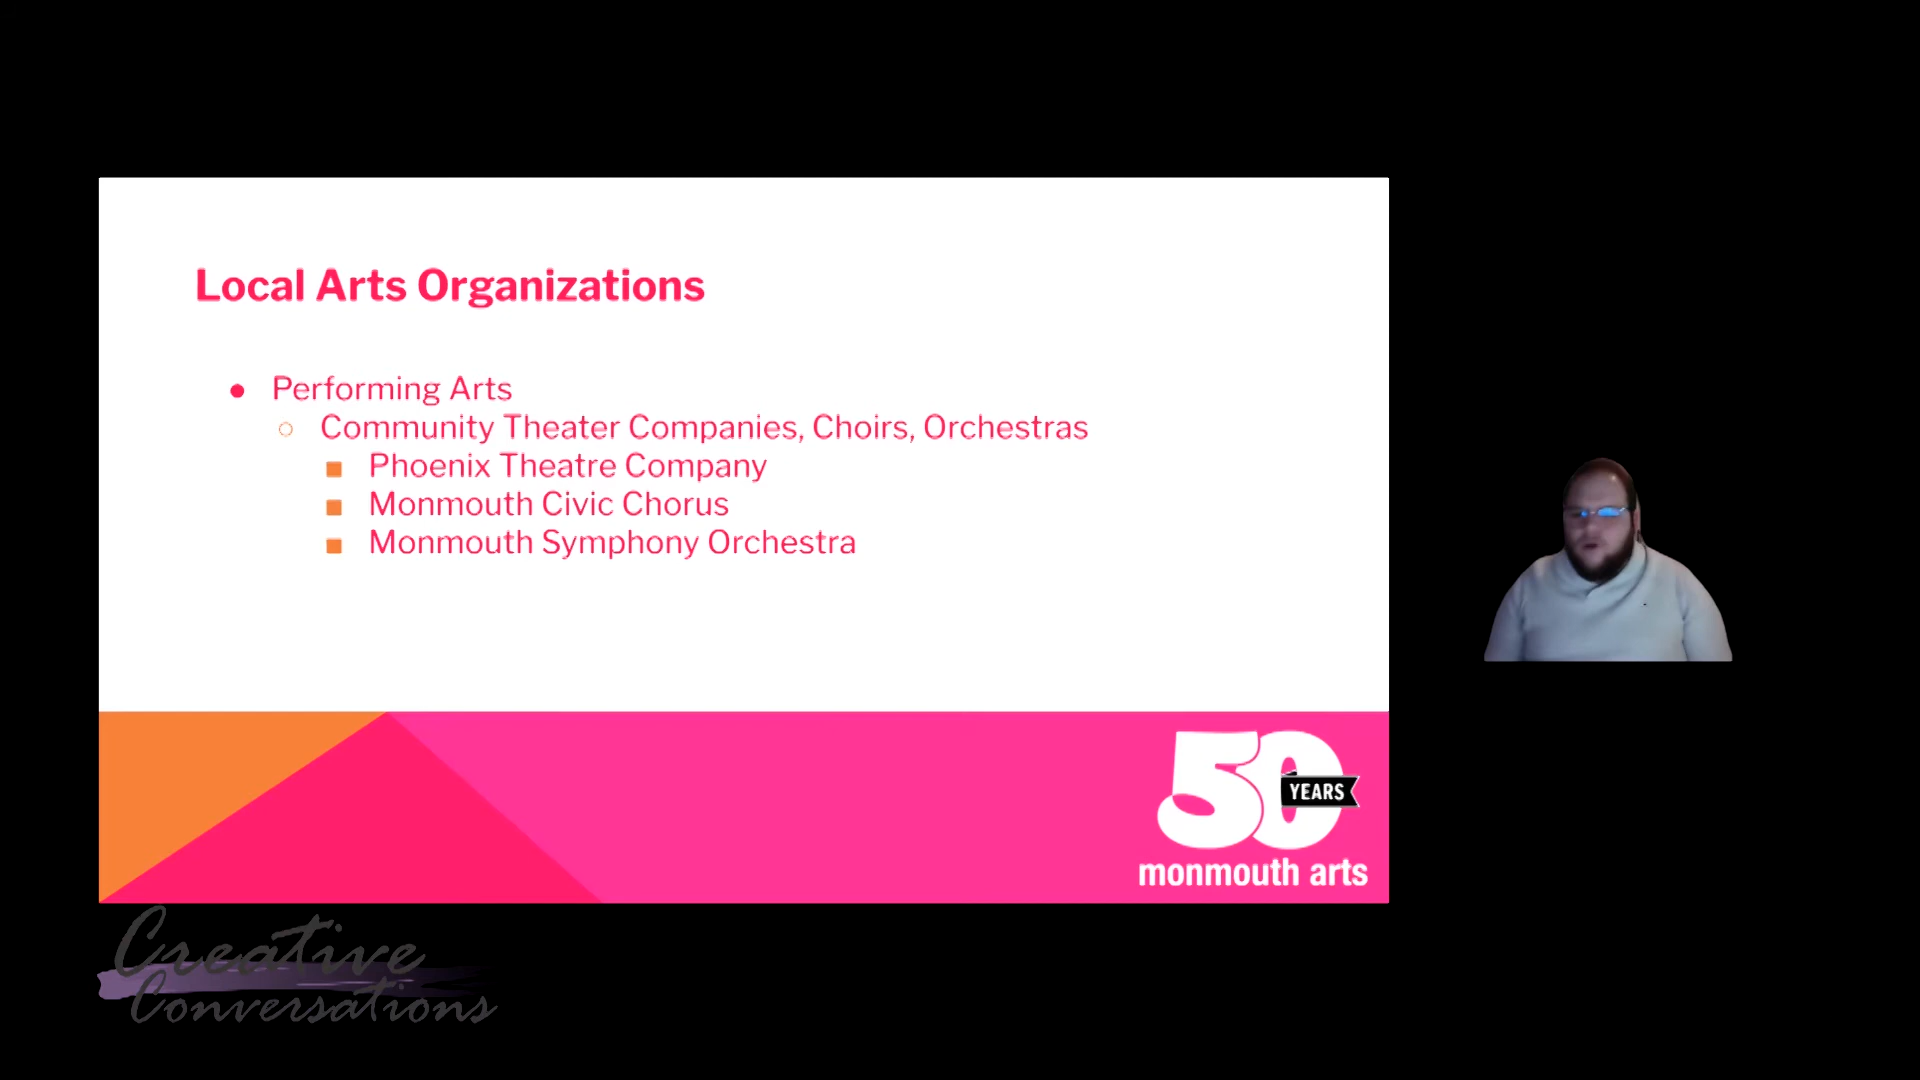 Local Arts Organizations
Performing Arts
Community Theater Companies, Choirs, Orchestras
Phoenix Theatre Company
Monmouth Civic Chorus
Monmouth Symphony Orchestra
50
YEARS
monmouth arts
Creative
Conversations